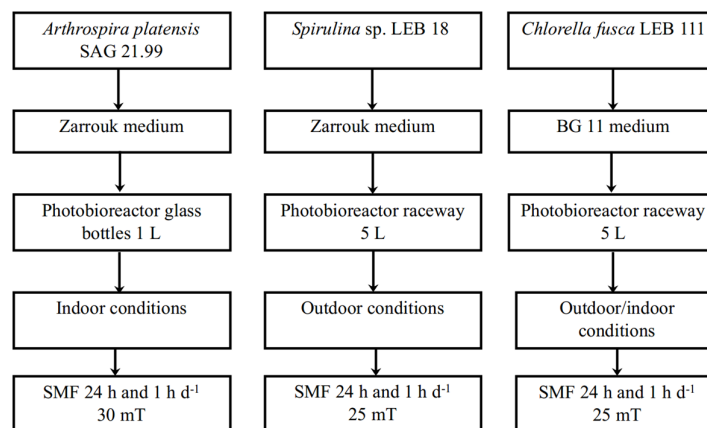 Arthrospira platensis
SAG 21.99
Zarrouk medium
Photobioreactor glass
bottles 1 L
Indoor conditions
SMF 24 h and 1 h d-1
30 mT
Spirulina sp. LEB 18
Zarrouk medium
Photobioreactor raceway
5 L
Outdoor conditions
SMF 24 h and 1 h d-1
25 mT
Chlorella fusca LEB 111
BG 11 medium
Photobioreactor raceway
5 L
Outdoor/indoor
conditions
SMF 24 h and 1 h d-1
25 mT